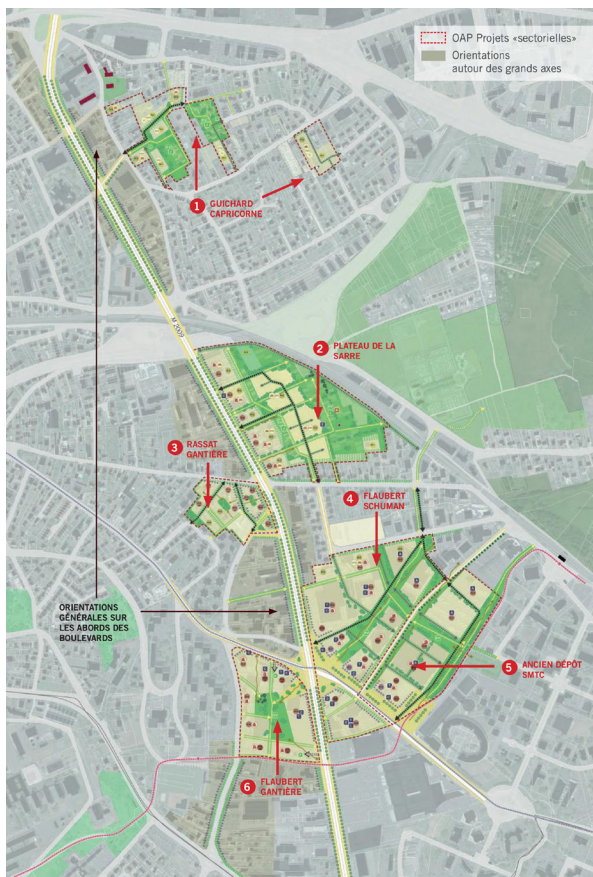 OAP Projets «sectorielles»
Orientations
autour des grands axes
1 GUICHARD
CAPRICORNE
M 2009
2 PLATEAU DE LA
SARRE
3 RASSAT
GANTIÈRE
4 FLAUBERT
SCHUMAN
ORIENTATIONS
GÉNÉRALES SUR
LES ABORDS DES
BOULEVARDS
5 ANCIEN DÉPÔT
SMTC
6 FLAUBERT
GANTIÈRE